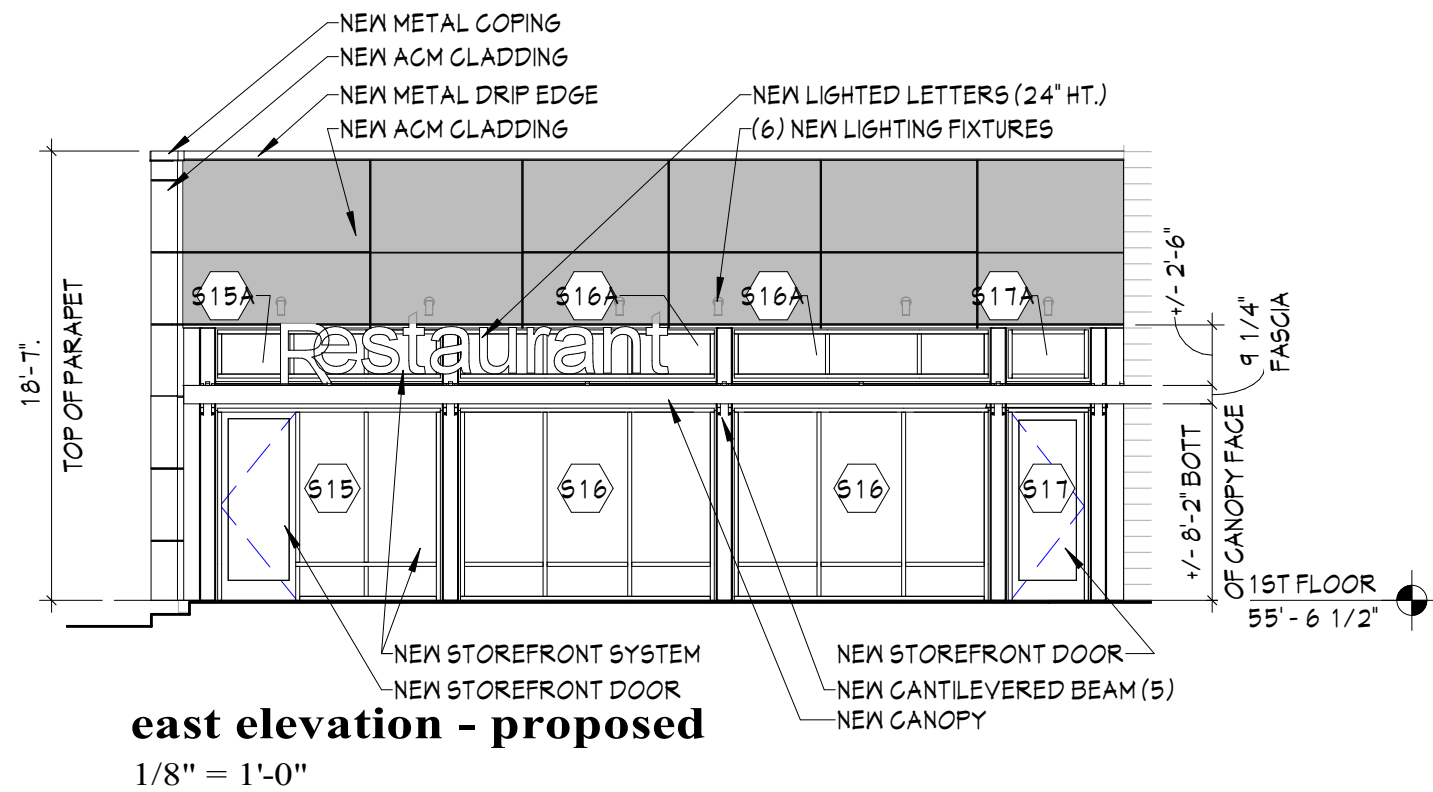 NEW METAL COPING
NEW ACM CLADDING
NEW METAL DRIP EDGE
NEW ACM CLADDING
NEW LIGHTED LETTERS (24" HT.)
(6) NEW LIGHTING FIXTURES
18'-7".
TOP OF PARAPET
S15A
S16A
S16A
S17A
Restaurant
+/- 2'-6"
9 1/4"
FASCIA
S15
S16
S16
S17
+/- 8'-2" BOTT
OF CANOPY FACE
1ST FLOOR
55' - 6 1/2"
NEW STOREFRONT SYSTEM
NEW STOREFRONT DOOR
NEW STOREFRONT DOOR
NEW CANTILEVERED BEAM (5)
NEW CANOPY
east elevation - proposed
1/8" = 1'-0"